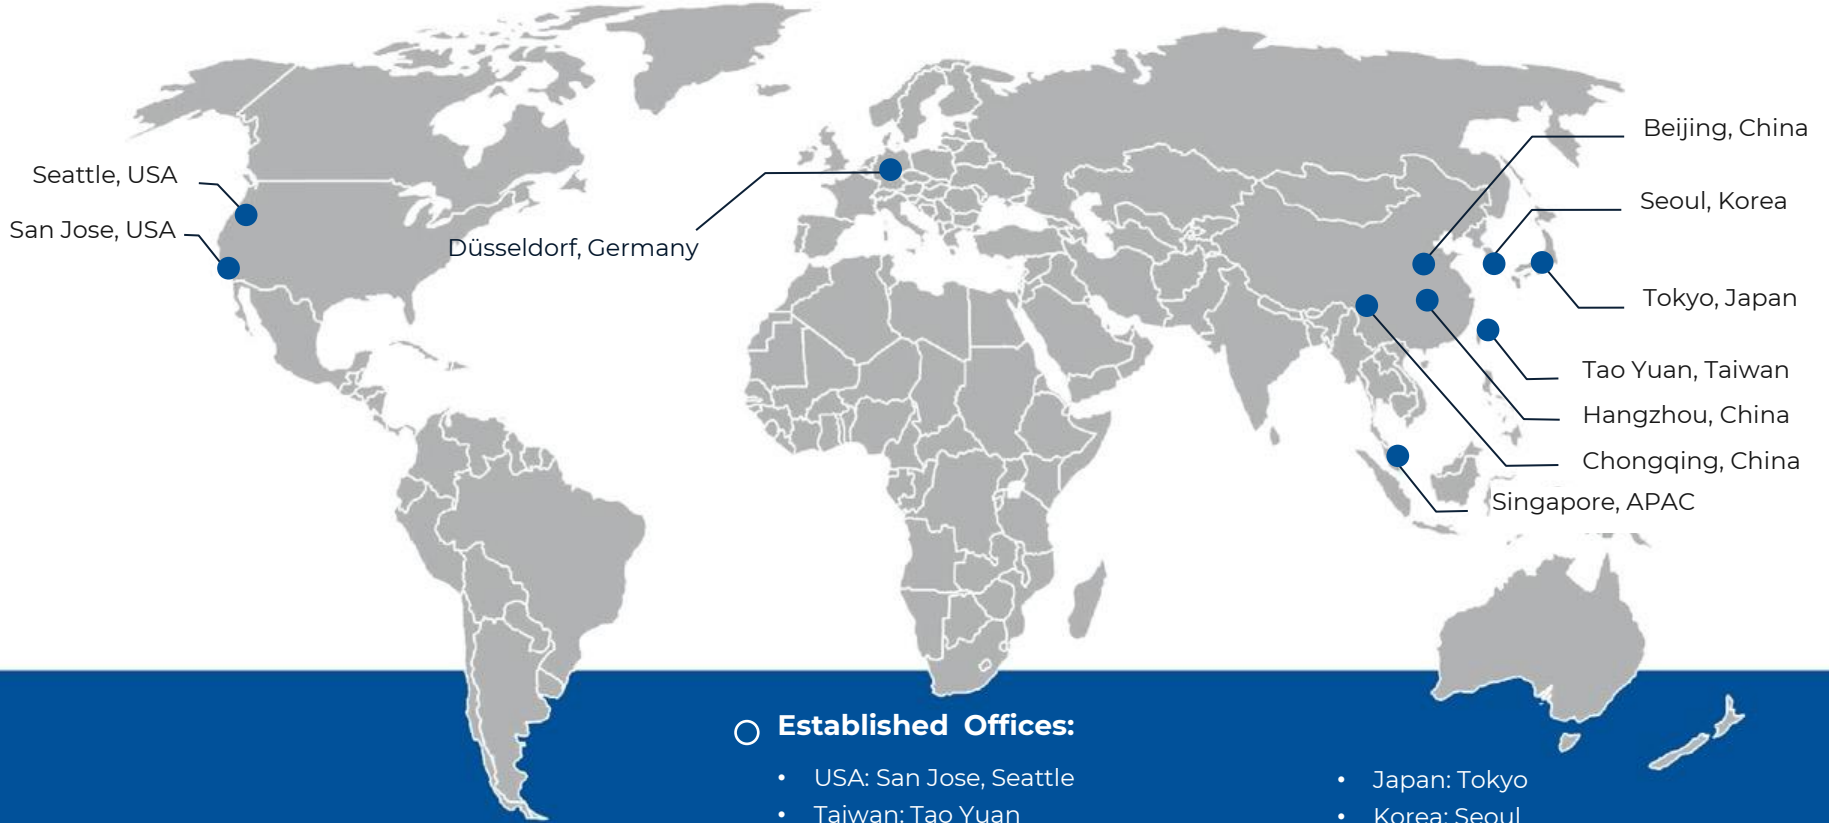 Beijing, China
Seattle, USA
Seoul, Korea
San Jose, USA
Düsseldorf, Germany
Tokyo, Japan
Tao Yuan, Taiwan
Hangzhou, China
Chongqing, China
Singapore, APAC
Established Offices:
• USA: San Jose, Seattle
• Taiwan: Tao Yuan
• Japan: Tokyo
• Korea: Seoul